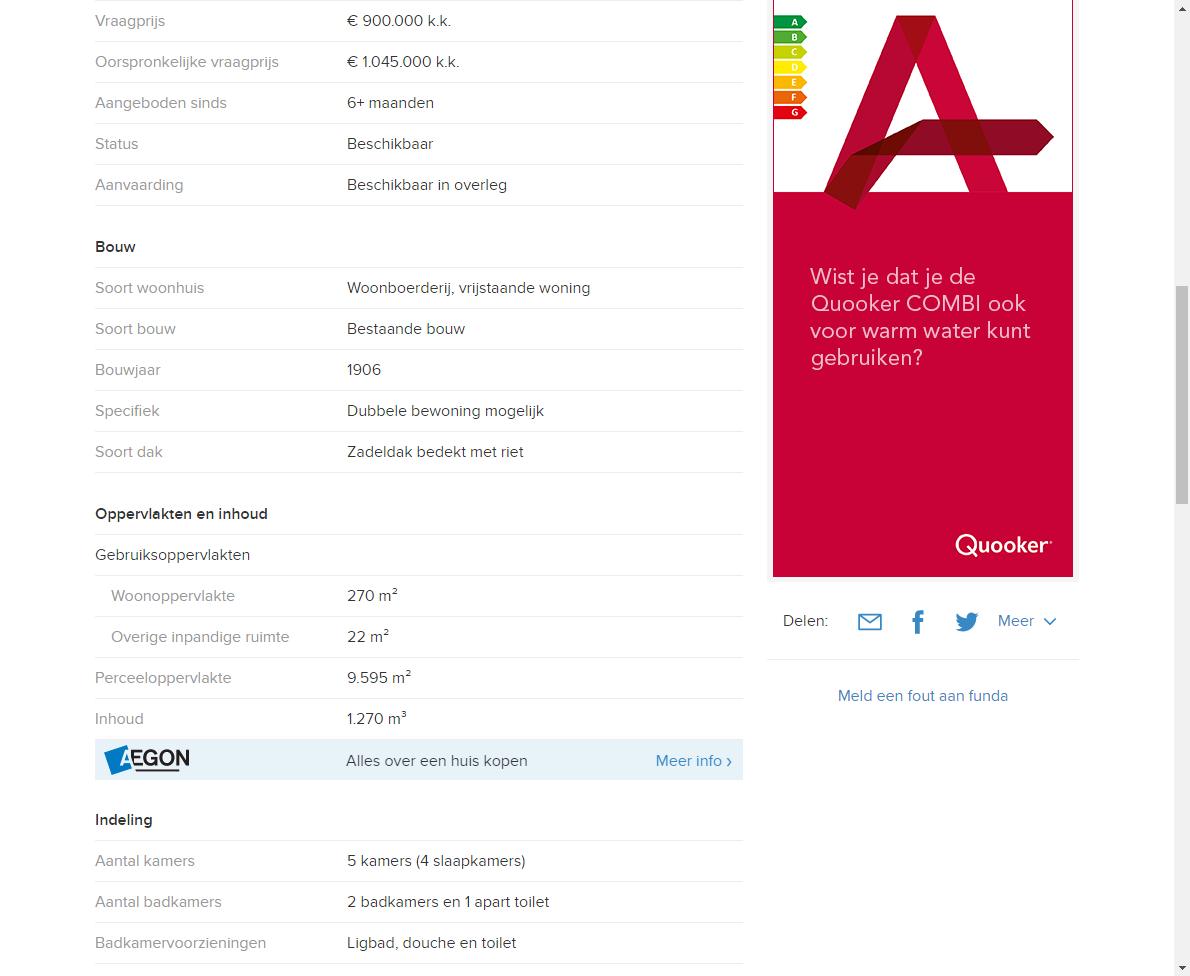 Vraagprijs € 900.000 k.k.
Oorspronkelijke vraagprijs € 1.045.000 k.k.
Aangeboden sinds 6+ maanden
Status Beschikbaar
Aanvaarding Beschikbaar in overleg
Bouw
Soort woonhuis Woonboerderij, vrijstaande woning
Soort bouw Bestaande bouw
Bouwjaar 1906
Specifiek Dubbele bewoning mogelijk
Soort dak Zadeldak bedekt met riet
Oppervlakten en inhoud
Gebruiksoppervlakten
Woonoppervlakte 270 m²
Overige inpandige ruimte 22 m²
Perceeloppervlakte 9.595 m²
Inhoud 1.270 m³
AEGON Alles over een huis kopen Meer info ›
Indeling
Aantal kamers 5 kamers (4 slaapkamers)
Aantal badkamers 2 badkamers en 1 apart toilet
Badkamervoorzieningen Ligbad, douche en toilet
A
B
C
D
E
F
G
Wist je dat je de
Quooker COMBI ook
voor warm water kunt
gebruiken?
Quooker
Delen: Meer
Meld een fout aan funda